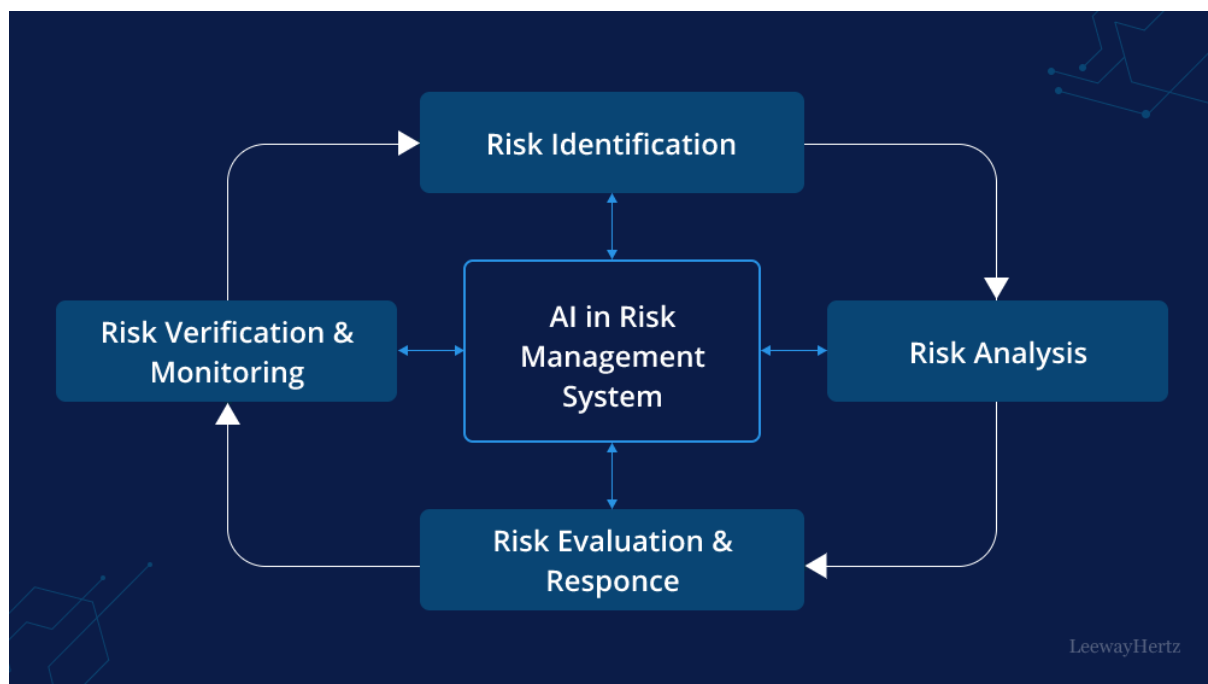 Risk Identification
Risk Verification &
Monitoring
AI in Risk
Management
System
Risk Analysis
Risk Evaluation &
Responce
LeewayHertz